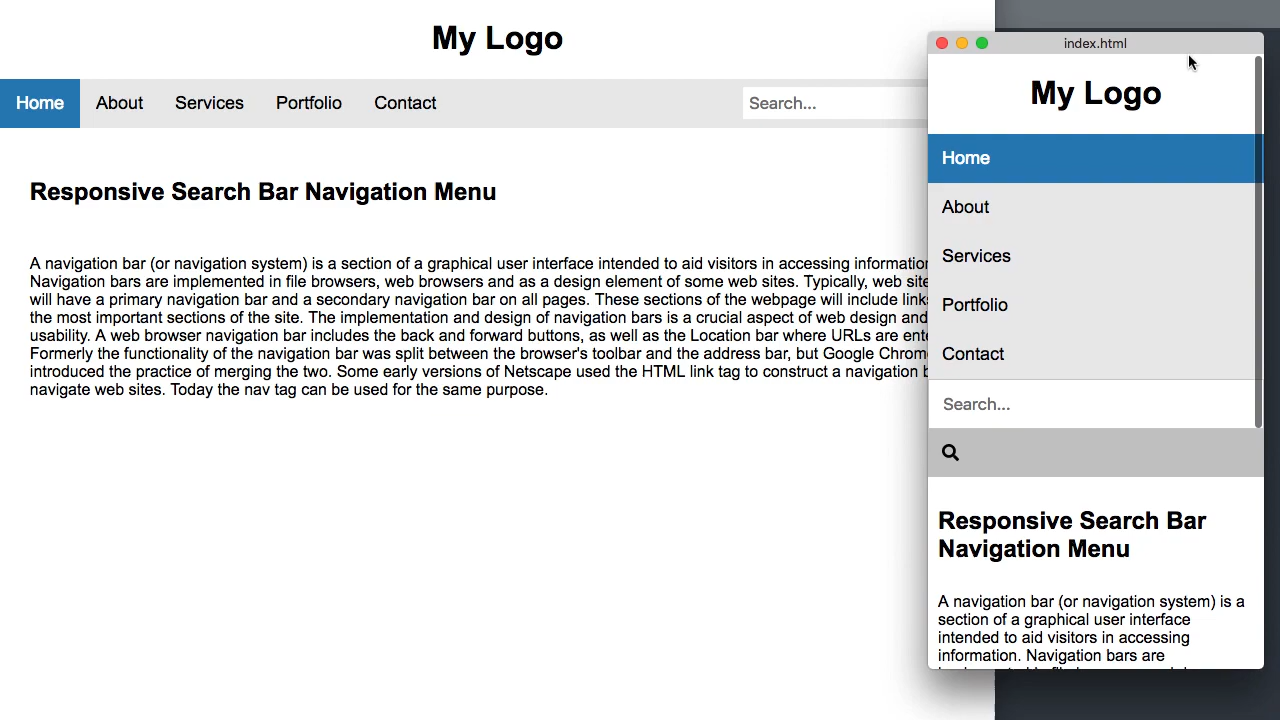 My Logo
Home About Services Portfolio Contact Search...
Responsive Search Bar Navigation Menu
A navigation bar (or navigation system) is a section of a graphical user interface intended to aid visitors in accessing
Navigation bars are implemented in file browsers, web browsers and as a design element of some web sites. Typically, web
will have a primary navigation bar and a secondary navigation bar on all pages. These sections of the webpage will include
the most important sections of the site. The implementation and design of navigation bars is a crucial aspect of web design and
usability. A web browser navigation bar includes the back and forward buttons, as well as the Location bar where URLs are
Formerly the functionality of the navigation bar was split between the browser's toolbar and the address bar, but Google
introduced the practice of merging the two. Some early versions of Netscape used the HTML link tag to construct a navigation
navigate web sites. Today the nav tag can be used for the same purpose.
index.html
My Logo
Home
About
Services
Portfolio
Contact
Search...
Responsive Search Bar
Navigation Menu
A navigation bar (or navigation system) is a
section of a graphical user interface
intended to aid visitors in accessing
information. Navigation bars are